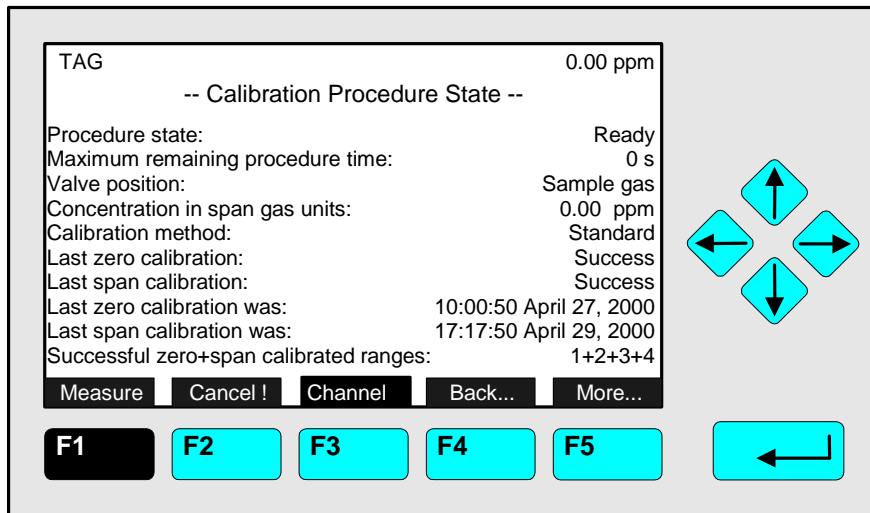 TAG 0.00 ppm
-- Calibration Procedure State --
Procedure state: Ready
Maximum remaining procedure time: 0 s
Valve position: Sample gas
Concentration in span gas units: 0.00 ppm
Calibration method: Standard
Last zero calibration: Success
Last span calibration: Success
Last zero calibration was: 10:00:50 April 27, 2000
Last span calibration was: 17:17:50 April 29, 2000
Successful zero+span calibrated ranges: 1+2+3+4
Measure Cancel ! Channel Back... More...
F1 F2 F3 F4 F5